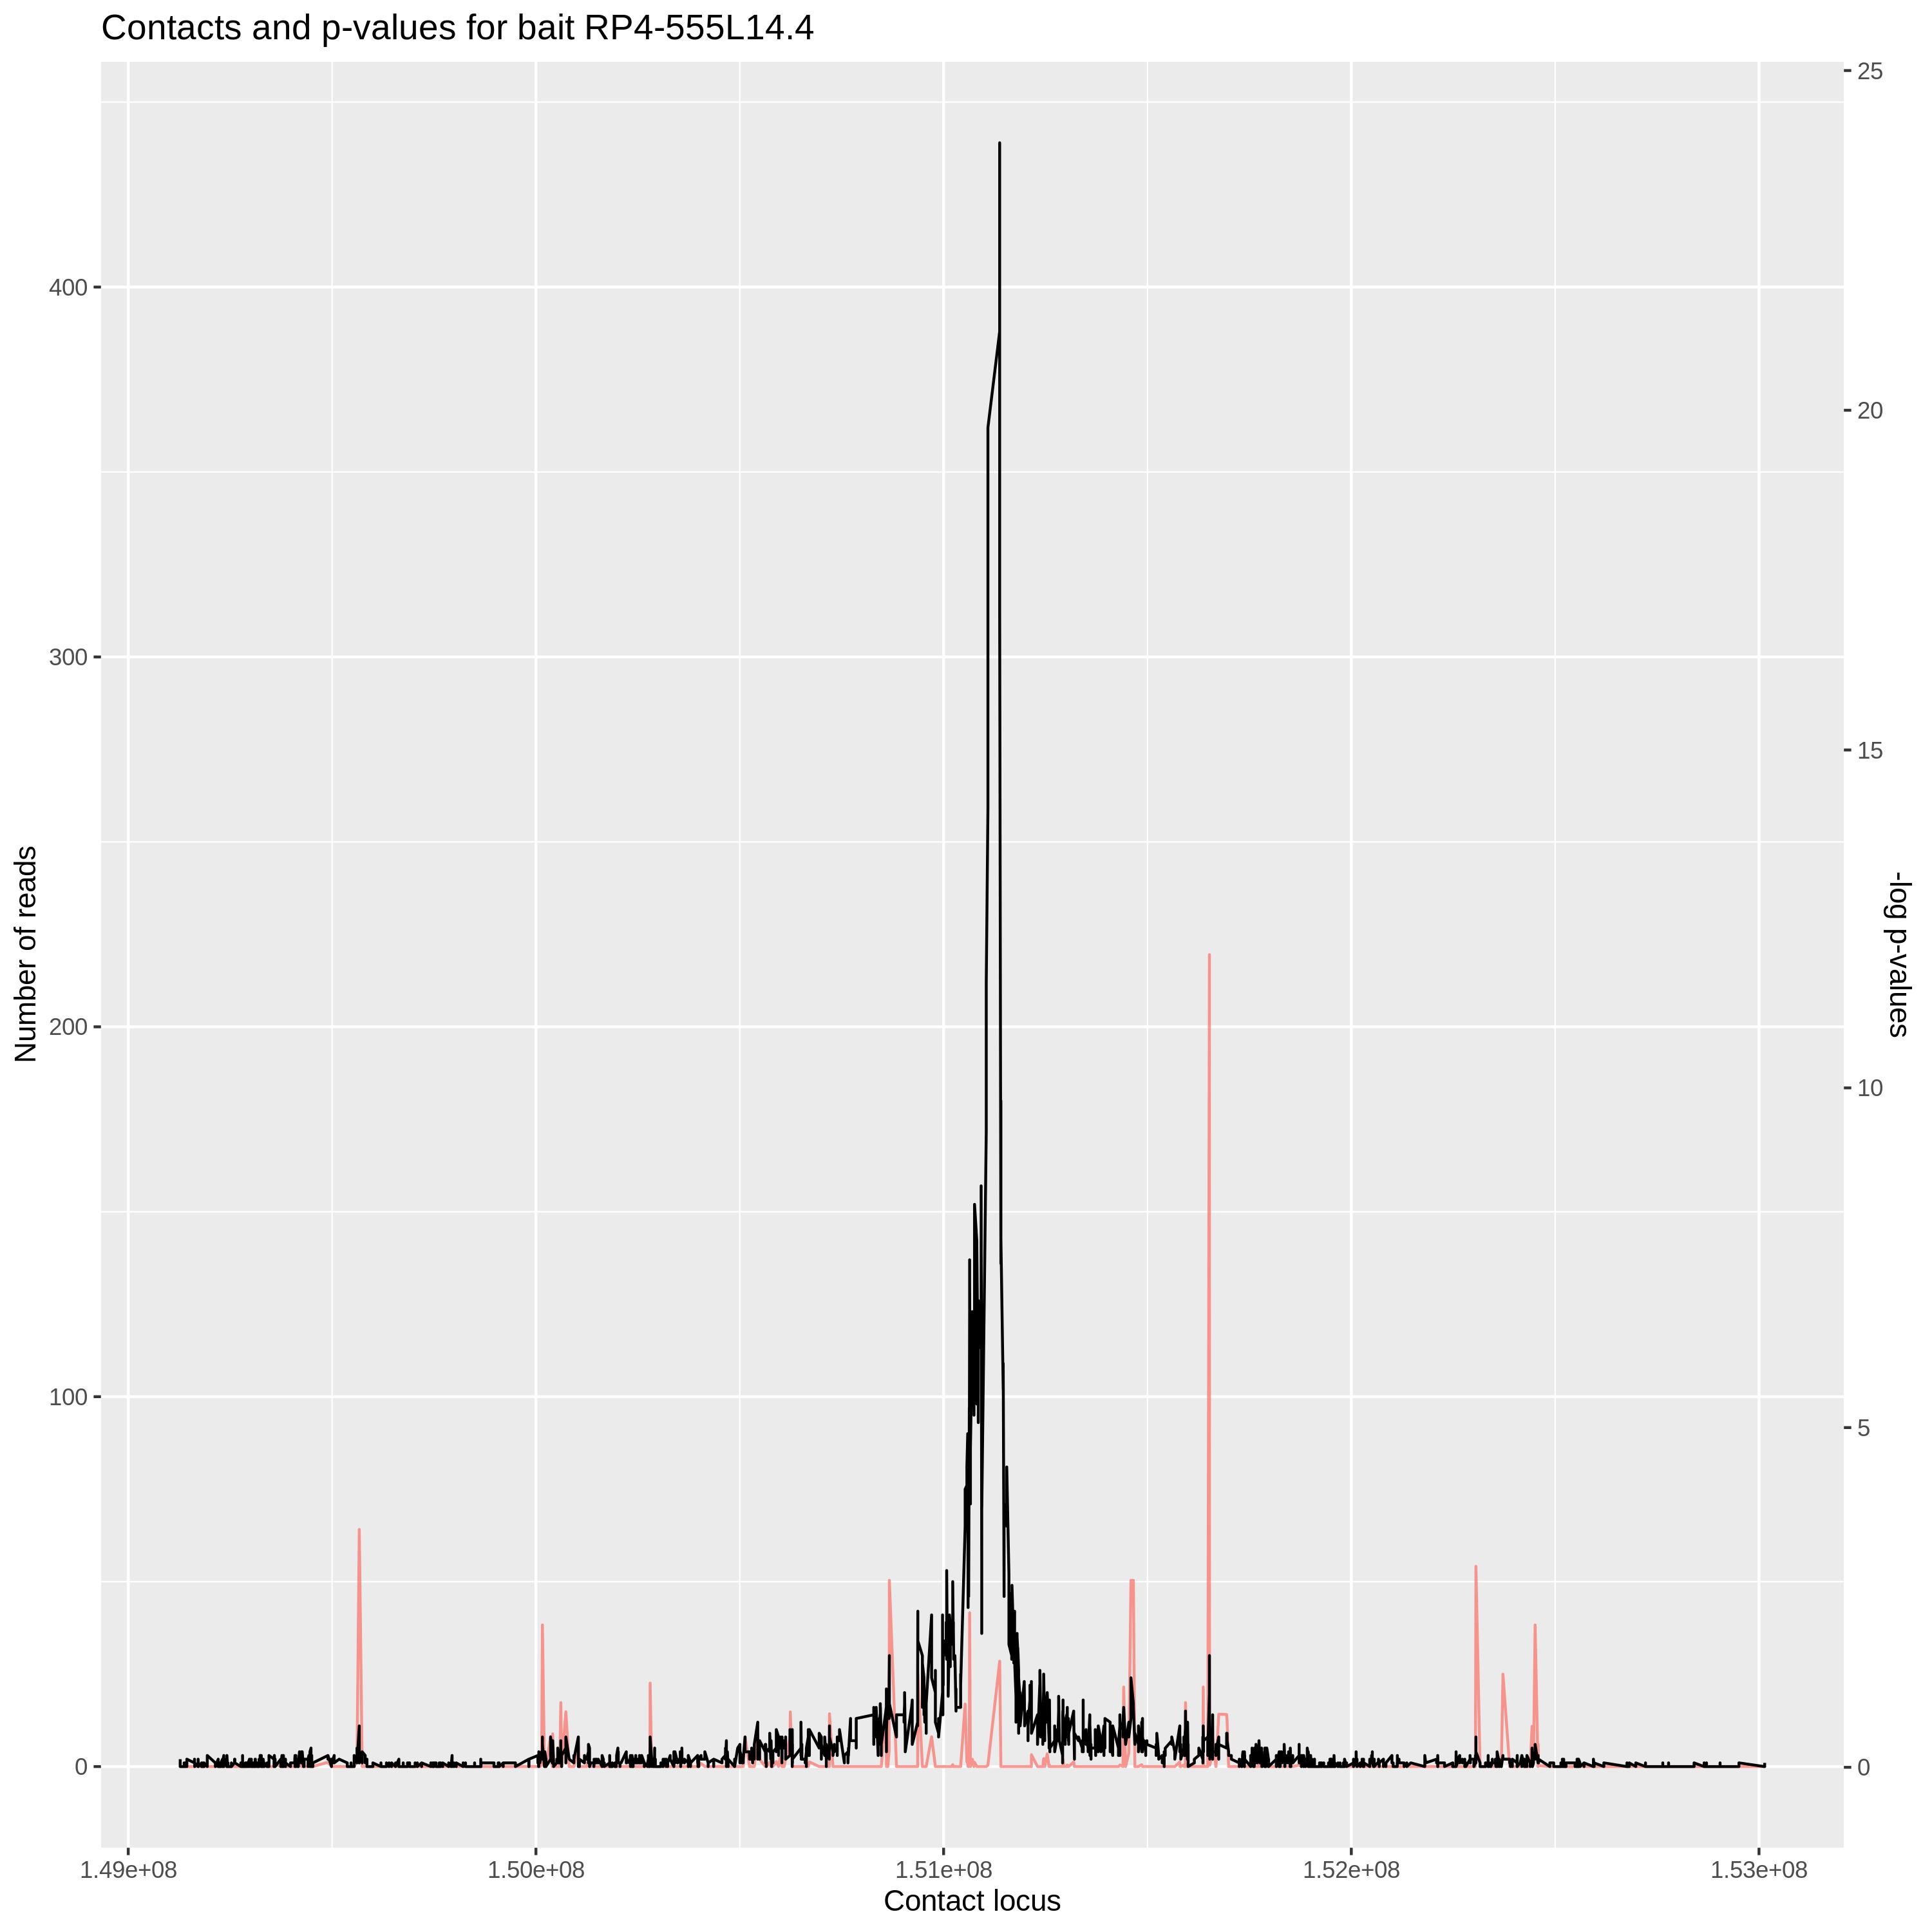 Contacts and p-values for bait RP4-555L14.4
Number of reads
400
300
200
100
0
25
20
15
10
5
0
-log p-values
1.49e+08
1.50e+08
1.51e+08
1.52e+08
1.53e+08
Contact locus